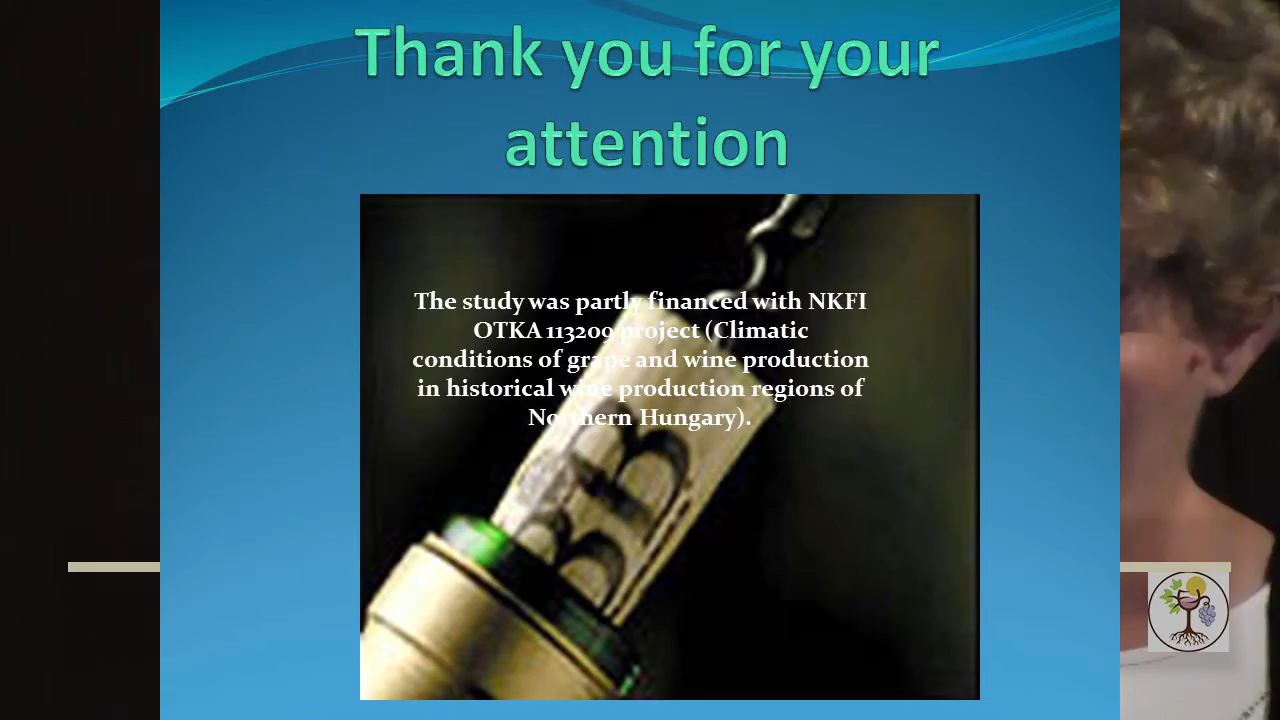 Thank you for your
attention
The study was partly financed with NKFI
OTKA 113209 project (Climatic
conditions of grape and wine production
in historical wine production regions of
Northern Hungary).